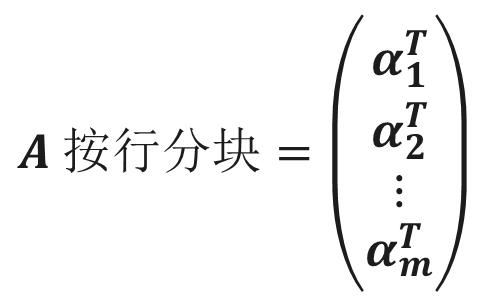 A 按行分块 =
α₁ᵀ
α₂ᵀ
⋮
αₘᵀ